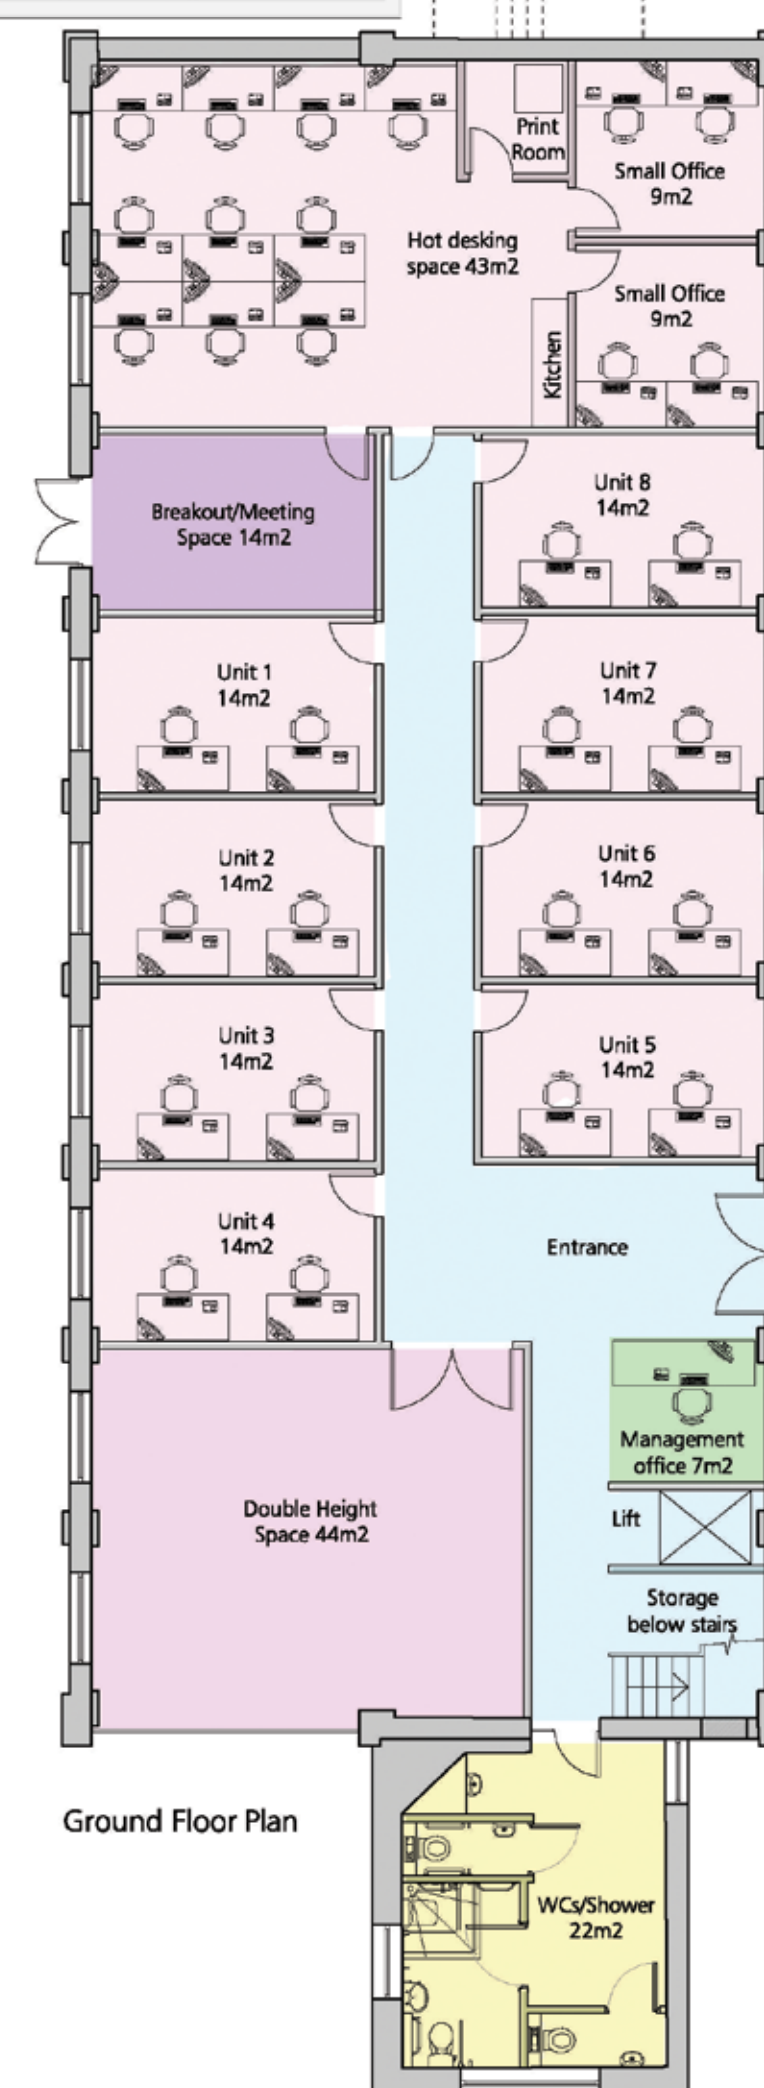 Print
Room
Small Office
9m2
Hot desking
space 43m2
Small Office
9m2
Kitchen
Breakout/Meeting
Space 14m2
Unit 8
14m2
Unit 1
14m2
Unit 7
14m2
Unit 2
14m2
Unit 6
14m2
Unit 3
14m2
Unit 5
14m2
Unit 4
14m2
Entrance
Management
office 7m2
Double Height
Space 44m2
Lift
Storage
below stairs
Ground Floor Plan
WCs/Shower
22m2